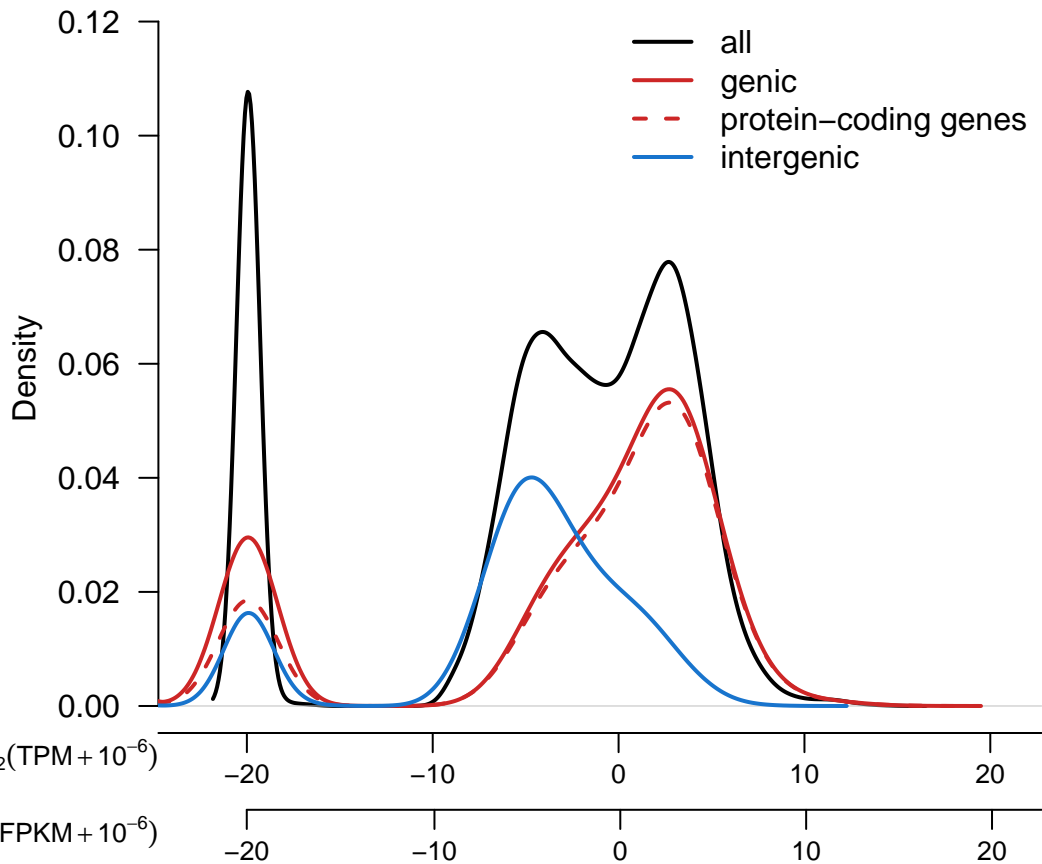 0.12
all
genic
0.10
protein−coding genes
intergenic
0.08
0.06
Density
0.04
0.02
0.00
₂(TPM + 10⁻⁶)
−20 −10 0 10 20
FPKM + 10⁻⁶)
−20 −10 0 10 20